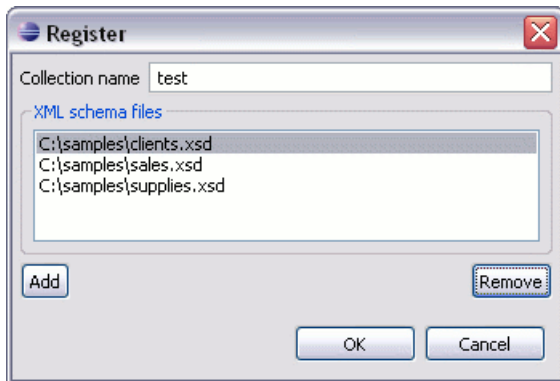 Register
Collection name test
XML schema files
C:\samples\clients.xsd
C:\samples\sales.xsd
C:\samples\supplies.xsd
Add Remove
OK Cancel